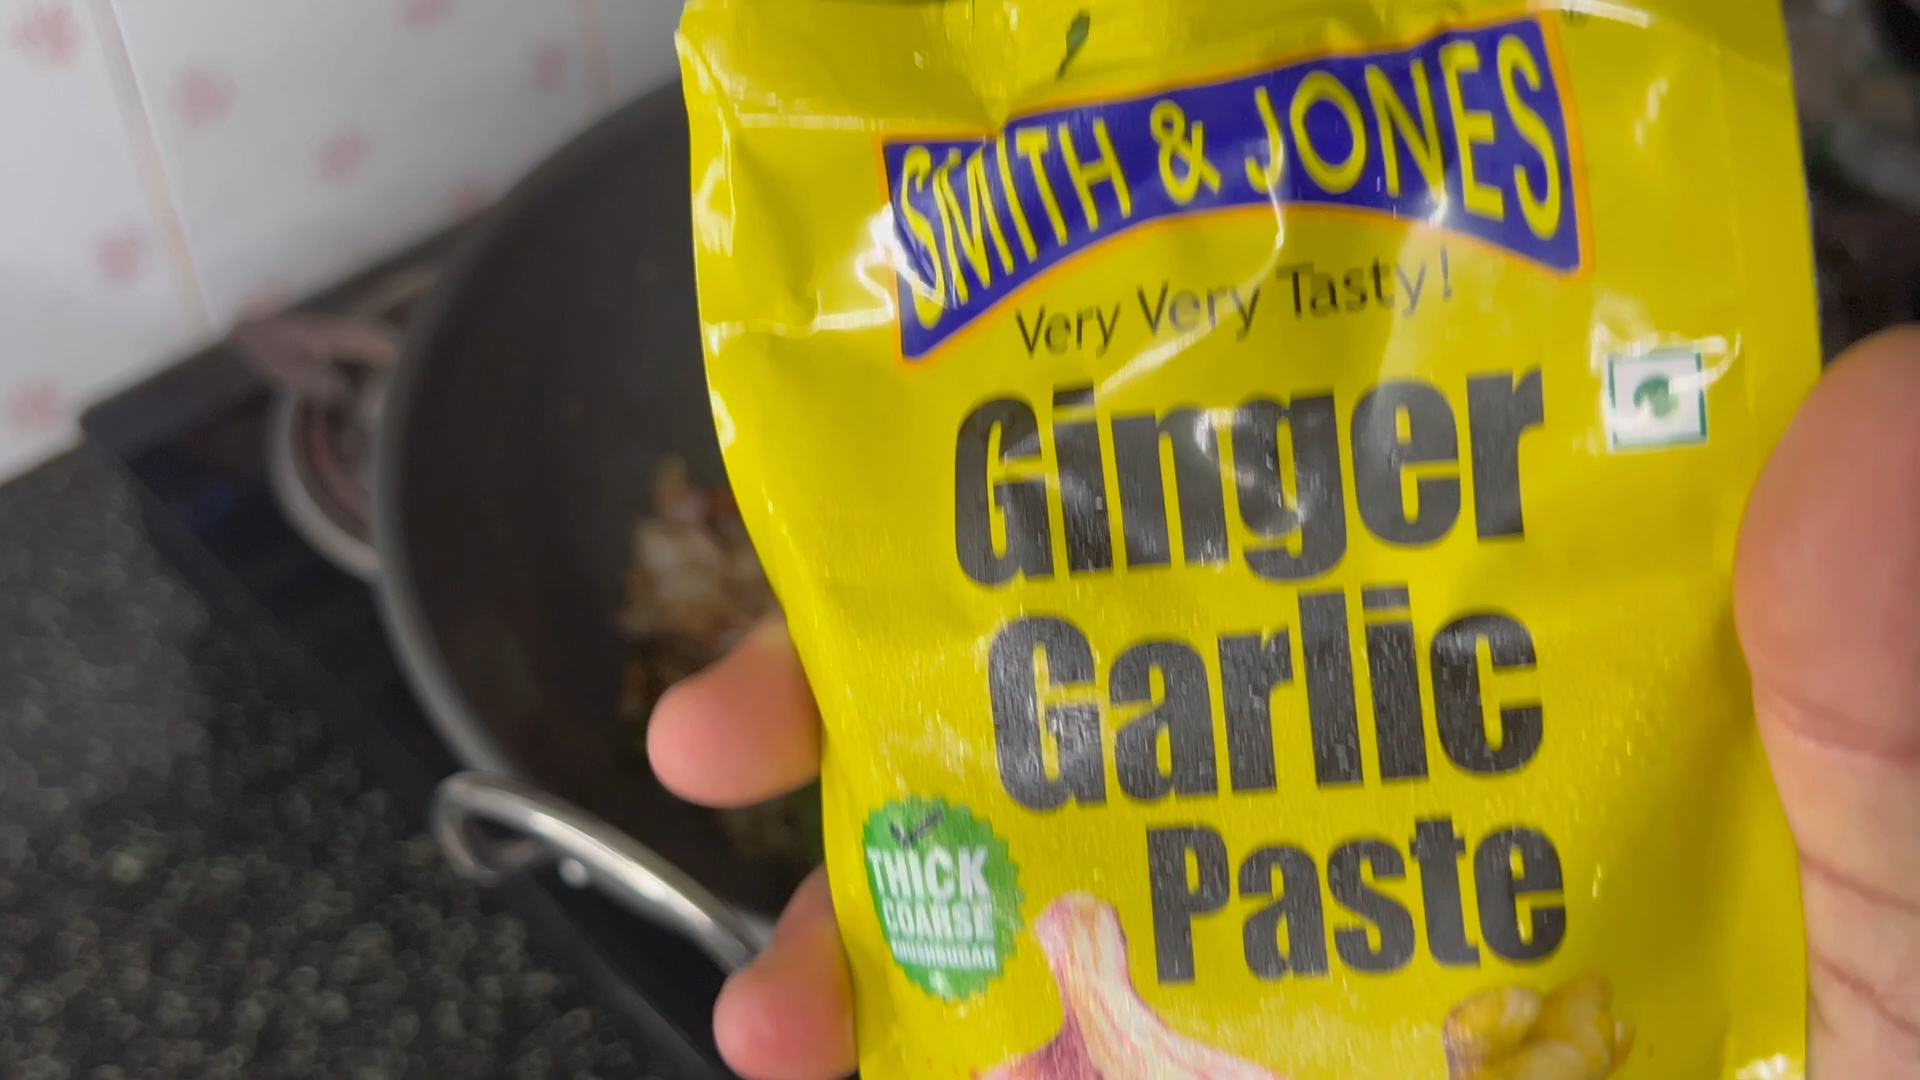 SMITH & JONES
Very Very Tasty!
Ginger
Garlic
Paste
THICK
COARSE